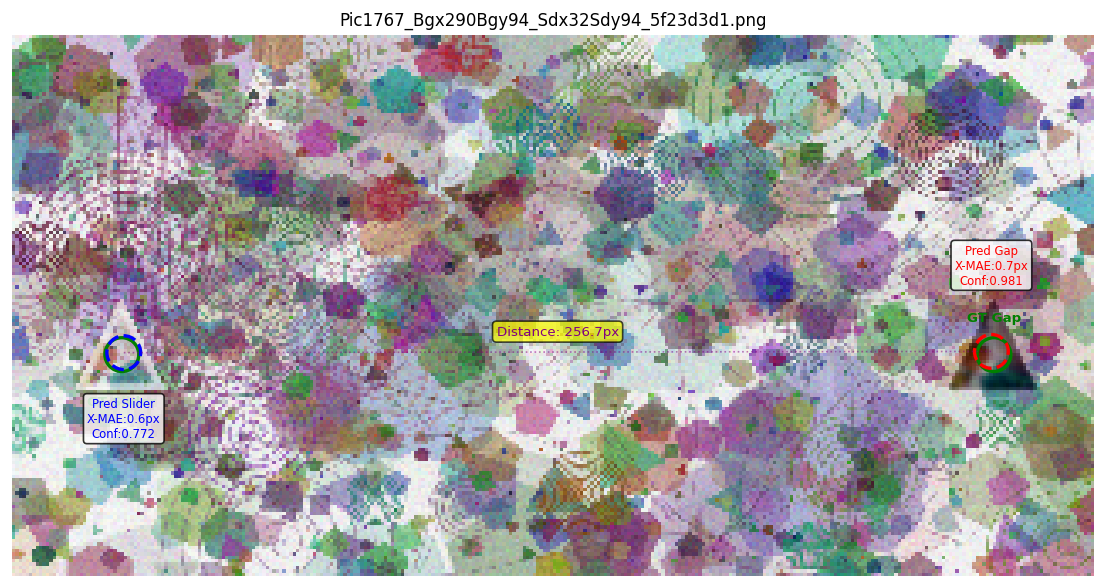 Pic1767_Bgx290Bgy94_Sdx32Sdy94_5f23d3d1.png
Pred Gap
X-MAE:0.7px
Conf:0.981
GT Gap
Distance: 256.7px
Pred Slider
X-MAE:0.6px
Conf:0.772